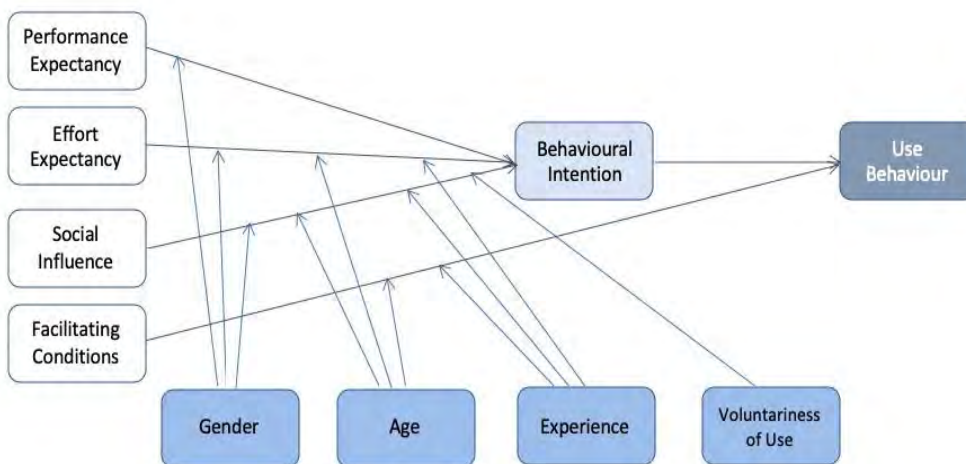 Performance
Expectancy
Effort
Expectancy
Social
Influence
Facilitating
Conditions
Behavioural
Intention
Use
Behaviour
Gender
Age
Experience
Voluntariness
of Use